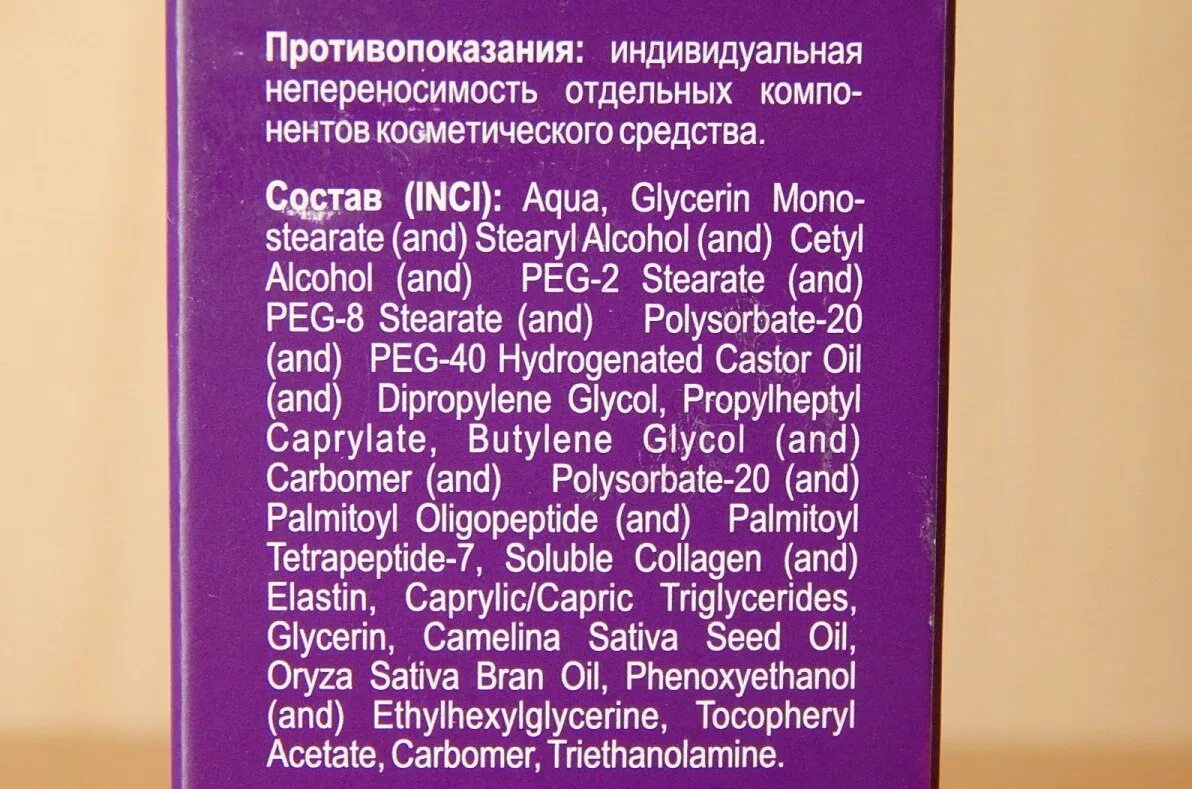 Противопоказания: индивидуальная
непереносимость отдельных компо-
нентов косметического средства.
Состав (INCI): Aqua, Glycerin Mono-
stearate (and) Stearyl Alcohol (and) Cetyl
Alcohol (and) PEG-2 Stearate (and)
PEG-8 Stearate (and) Polysorbate-20
(and) PEG-40 Hydrogenated Castor Oil
(and) Dipropylene Glycol, Propylheptyl
Caprylate, Butylene Glycol (and)
Carbomer (and) Polysorbate-20 (and)
Palmitoyl Oligopeptide (and) Palmitoyl
Tetrapeptide-7, Soluble Collagen (and)
Elastin, Caprylic/Capric Triglycerides,
Glycerin, Camelina Sativa Seed Oil,
Oryza Sativa Bran Oil, Phenoxyethanol
(and) Ethylhexylglycerine, Tocopheryl
Acetate, Carbomer, Triethanolamine.